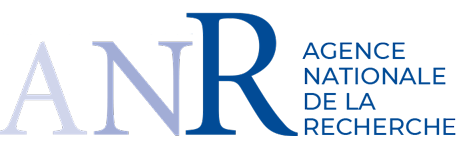 ANR
AGENCE
NATIONALE
DE LA
RECHERCHE